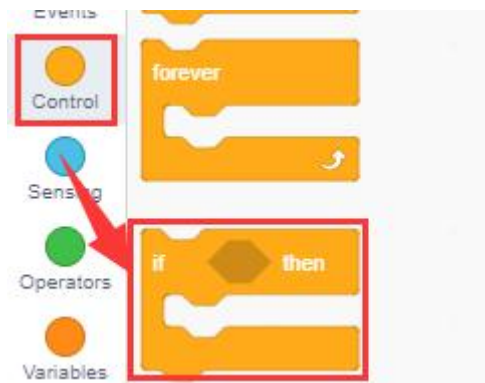 Events
Control
Sensing
Operators
Variables
forever
if then